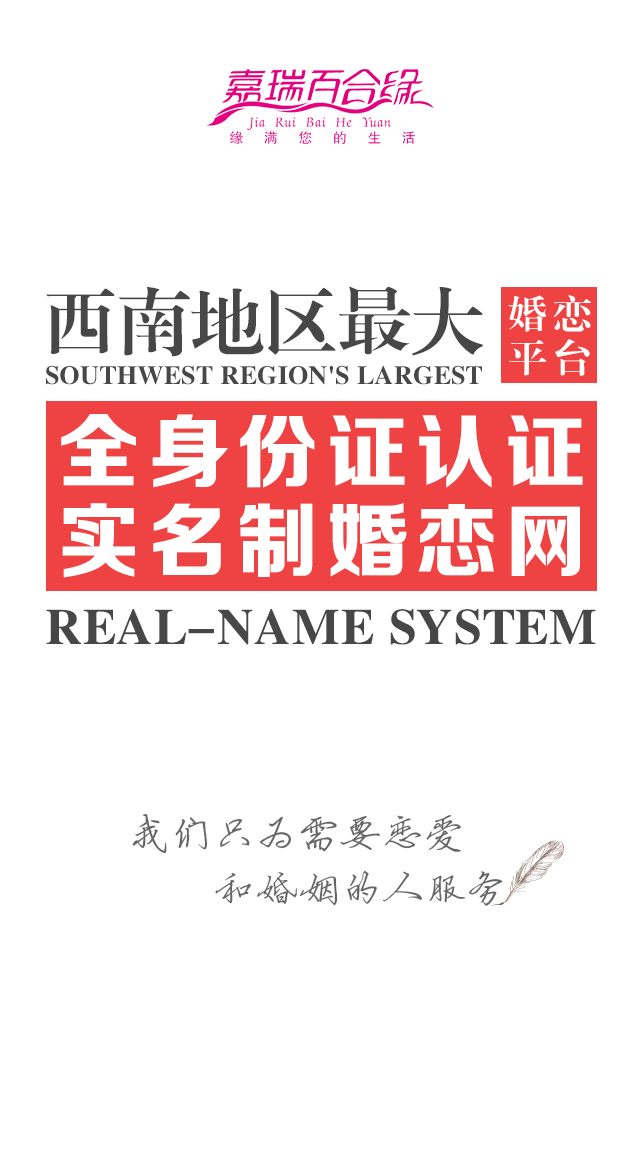 嘉瑞百合缘
Jia Rui Bai He Yuan
缘满您的生活
西南地区最大
SOUTHWEST REGION'S LARGEST
婚恋
平台
全身份证认证
实名制婚恋网
REAL-NAME SYSTEM
我们只为需要恋爱
和婚姻的人服务